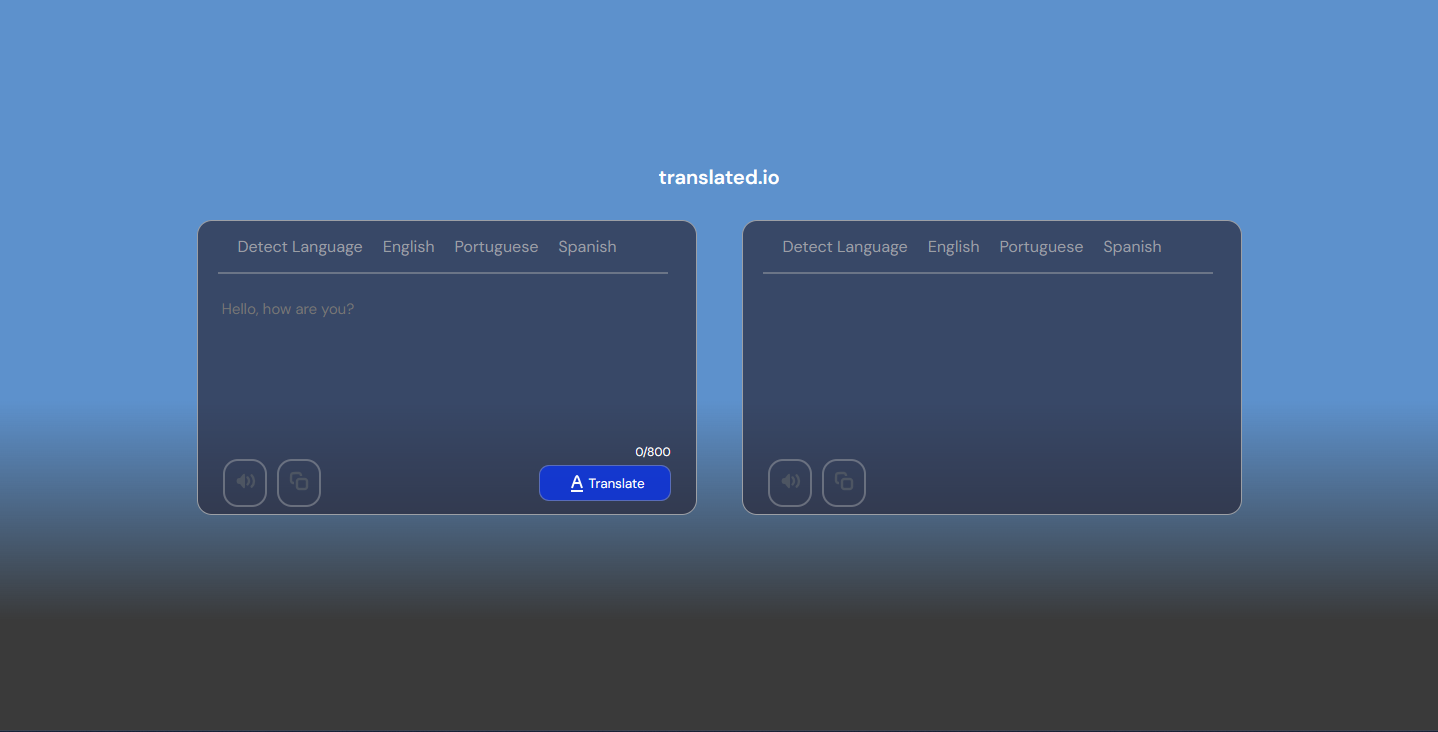 translated.io
Detect Language English Portuguese Spanish
Hello, how are you?
0/800
A Translate
Detect Language English Portuguese Spanish